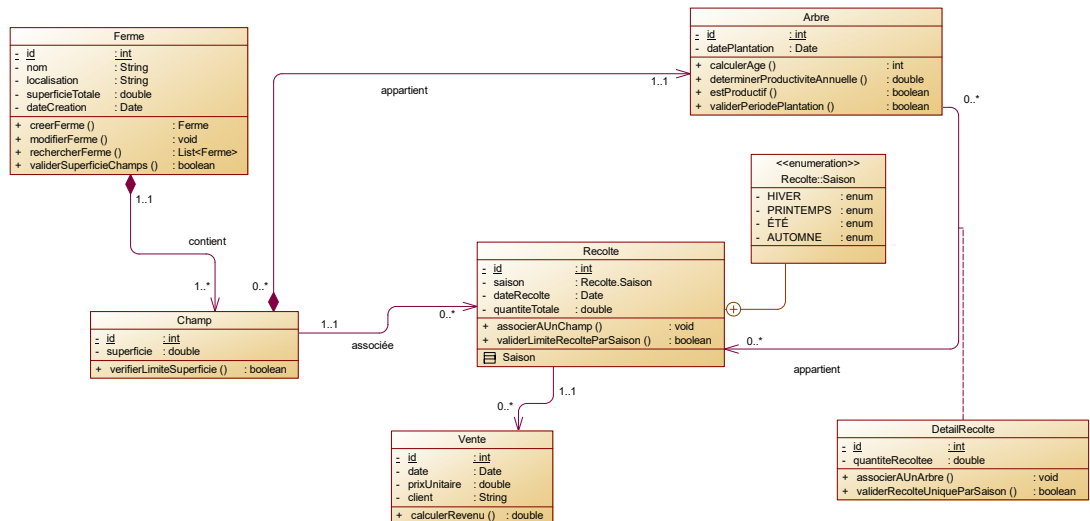 Ferme
- id : int
- nom : String
- localisation : String
- superficieTotale : double
- dateCreation : Date
+ creerFerme () : Ferme
+ modifierFerme () : void
+ rechercherFerme () : List<Ferme>
+ validerSuperficieChamps () : boolean
Arbre
- id : int
- datePlantation : Date
+ calculerAge () : int
+ determinerProductiviteAnnuelle () : double
+ estProductif () : boolean
+ validerPeriodePlantation () : boolean
appartient
1..1
0..*
<<enumeration>>
Recolte::Saison
- HIVER : enum
- PRINTEMPS : enum
- ÉTÉ : enum
- AUTOMNE : enum
1..1
contient
1..*
0..*
Champ
- id : int
- superficie : double
+ verifierLimiteSuperficie () : boolean
1..1
associée
0..*
Recolte
- id : int
- saison : Recolte.Saison
- dateRecolte : Date
- quantiteTotale : double
+ associerAUnChamp () : void
+ validerLimiteRecolteParSaison () : boolean
Saison
0..*
appartient
1..1
0..*
Vente
- id : int
- date : Date
- prixUnitaire : double
- client : String
+ calculerRevenu () : double
DetailRecolte
- id : int
- quantiteRecoltee : double
+ associerAUnArbre () : void
+ validerRecolteUniqueParSaison () : boolean